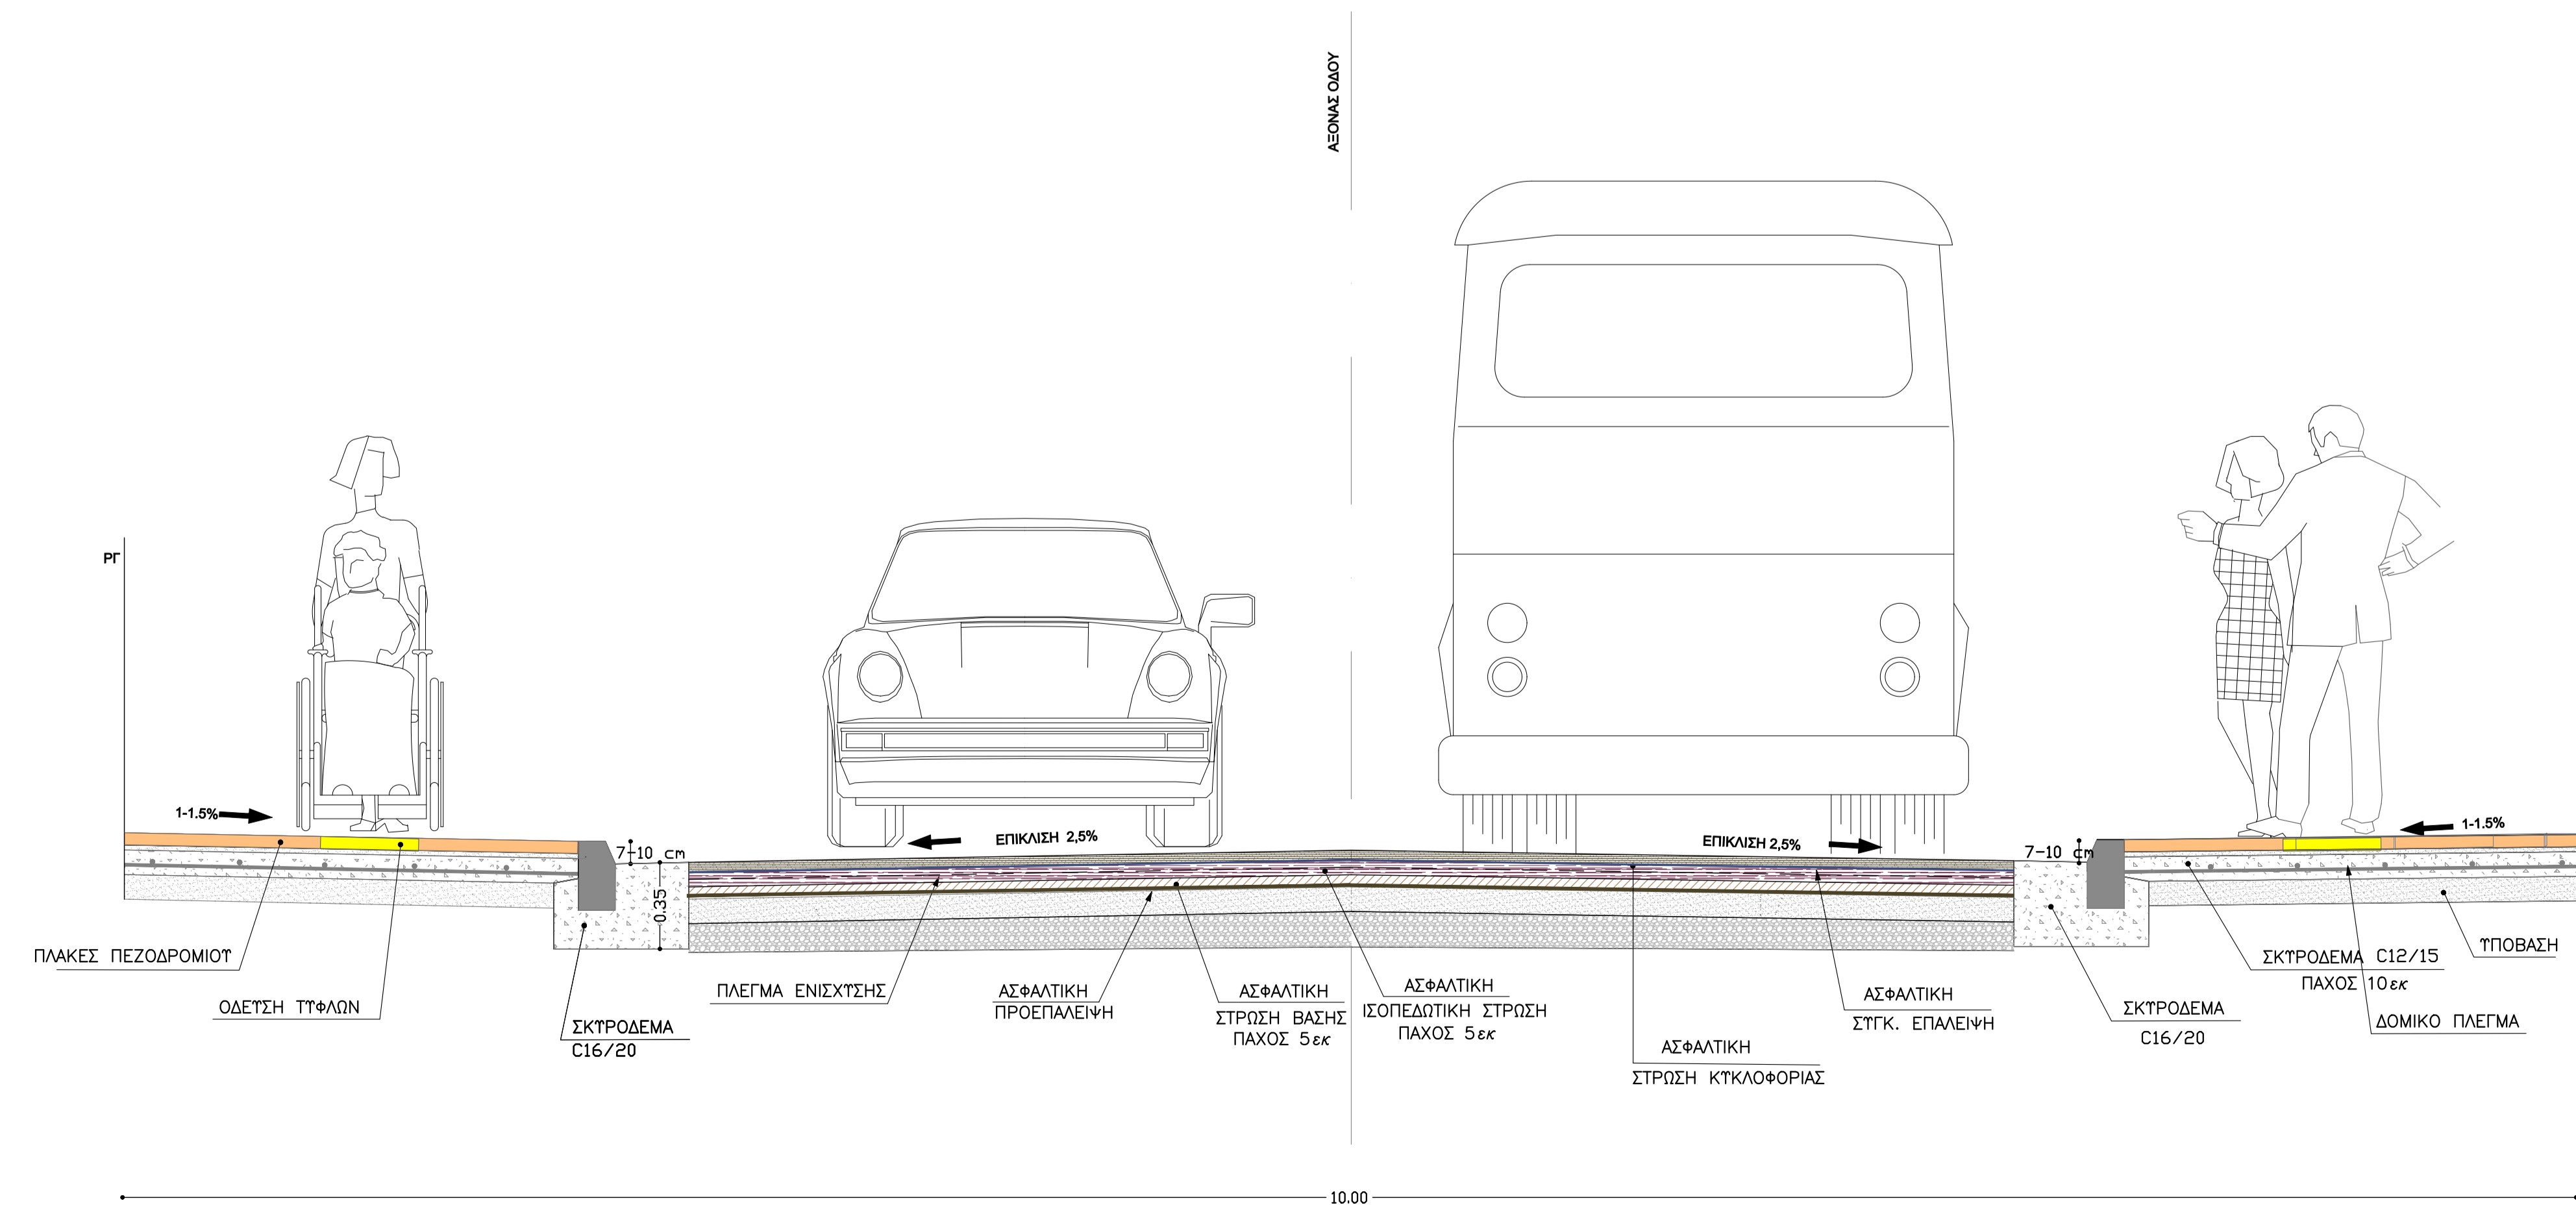 ΑΞΟΝΑΣ ΟΔΟΥ
ΡΓ
1-1.5%
ΕΠΙΚΛΙΣΗ 2,5%
ΕΠΙΚΛΙΣΗ 2,5%
1-1.5%
7-10 cm
7-10 cm
0.35
ΠΛΑΚΕΣ ΠΕΖΟΔΡΟΜΙΟΥ
ΟΔΕΥΣΗ ΤΥΦΛΩΝ
ΣΚΥΡΟΔΕΜΑ
C16/20
ΠΛΕΓΜΑ ΕΝΙΣΧΥΣΗΣ
ΑΣΦΑΛΤΙΚΗ
ΠΡΟΕΠΑΛΕΙΨΗ
ΑΣΦΑΛΤΙΚΗ
ΣΤΡΩΣΗ ΒΑΣΗΣ
ΠΑΧΟΣ 5εκ
ΑΣΦΑΛΤΙΚΗ
ΙΣΟΠΕΔΩΤΙΚΗ ΣΤΡΩΣΗ
ΠΑΧΟΣ 5εκ
ΑΣΦΑΛΤΙΚΗ
ΣΤΡΩΣΗ ΚΥΚΛΟΦΟΡΙΑΣ
ΑΣΦΑΛΤΙΚΗ
ΣΥΓΚ. ΕΠΑΛΕΙΨΗ
ΣΚΥΡΟΔΕΜΑ
C16/20
ΣΚΥΡΟΔΕΜΑ C12/15
ΠΑΧΟΣ 10εκ
ΔΟΜΙΚΟ ΠΛΕΓΜΑ
ΥΠΟΒΑΣΗ
10.00